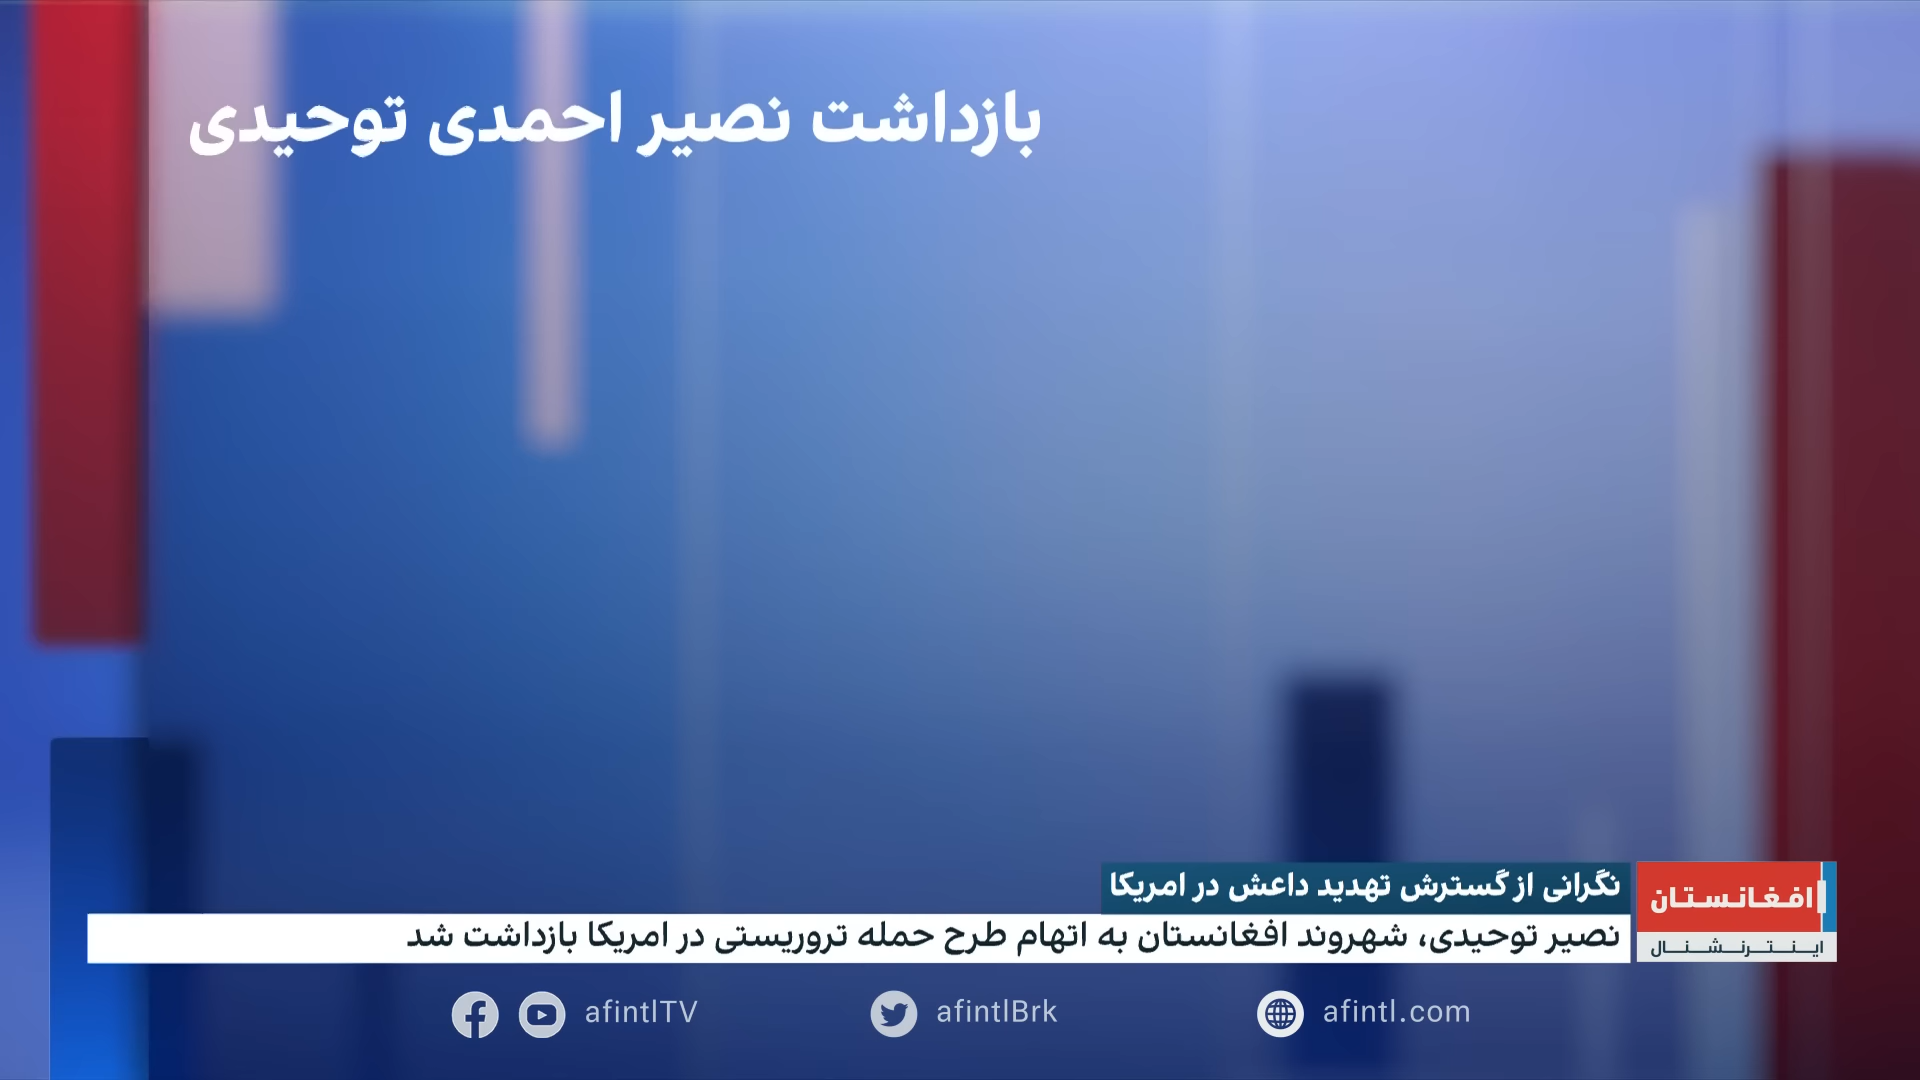 بازداشت نصیر احمدی توحیدی
نگرانی از گسترش تهدید داعش در امریکا
نصیر توحیدی، شهروند افغانستان به اتهام طرح حمله تروریستی در امریکا بازداشت شد
افغانستان
اینترنشنال
afintlTV
afintlBrk
afintl.com